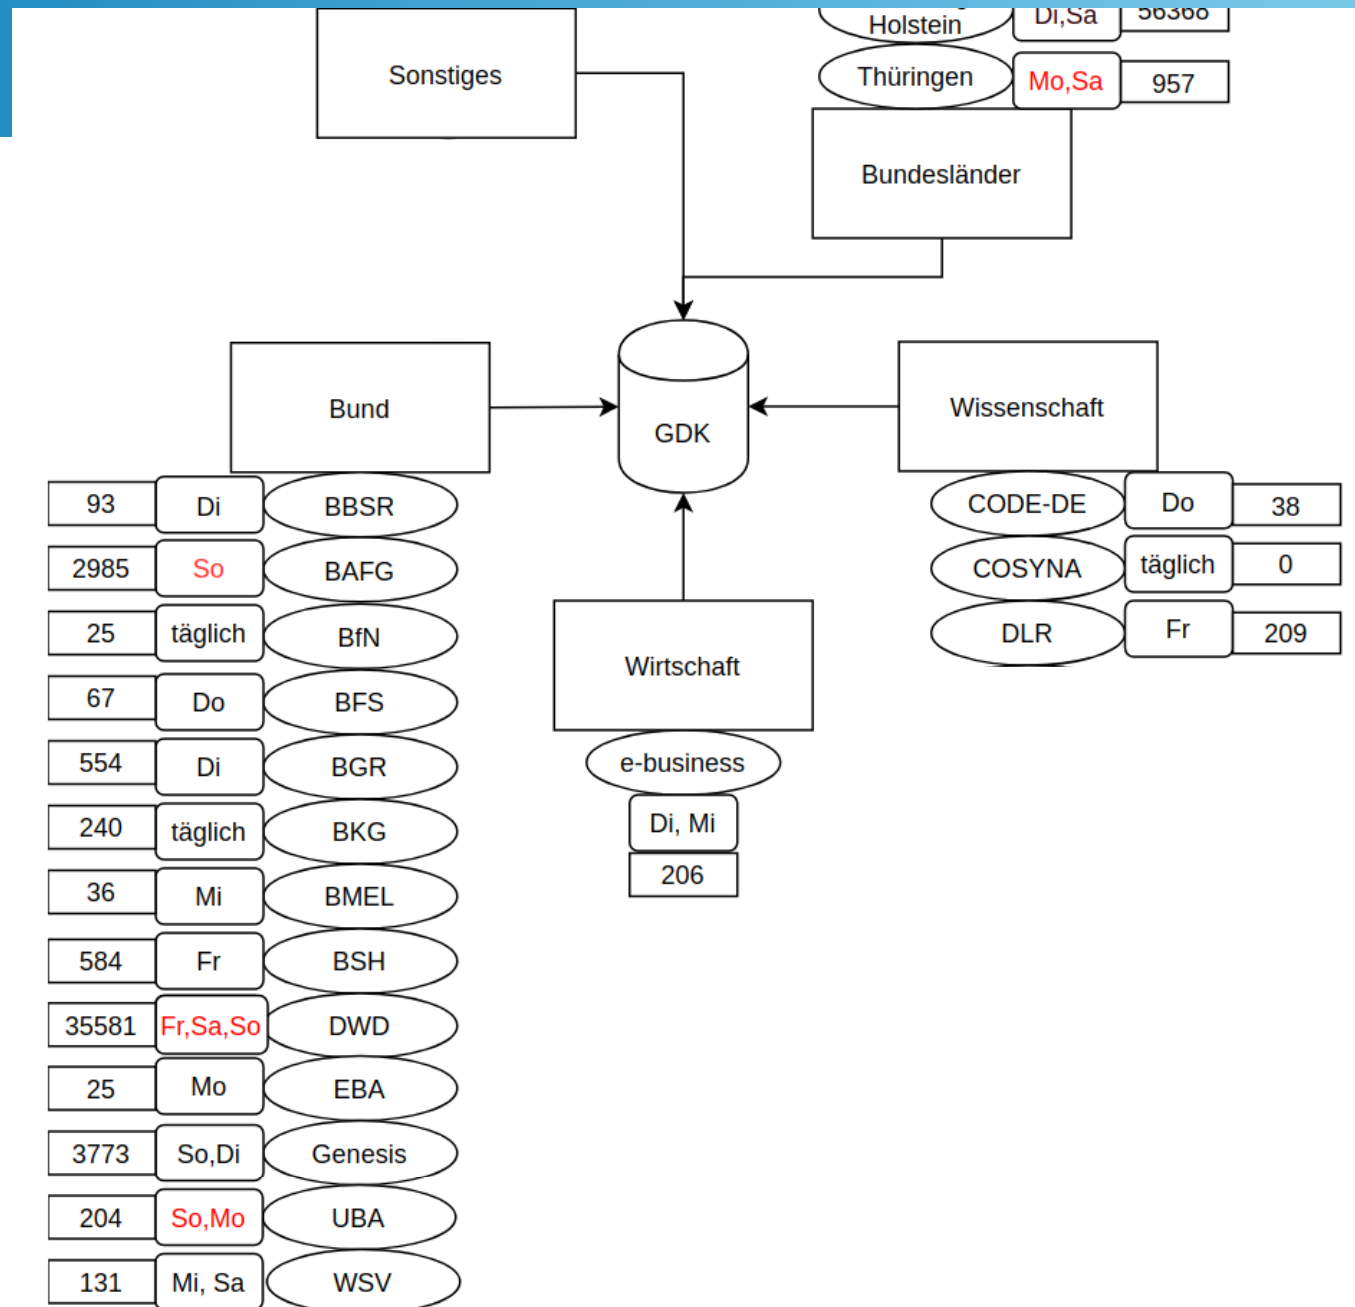 Holstein
Di,Sa
56368
Thüringen
Mo,Sa
957
Sonstiges
Bundesländer
Bund
GDK
Wissenschaft
93
Di
BBSR
2985
So
BAFG
25
täglich
BfN
67
Do
BFS
554
Di
BGR
240
täglich
BKG
36
Mi
BMEL
584
Fr
BSH
35581
Fr,Sa,So
DWD
25
Mo
EBA
3773
So,Di
Genesis
204
So,Mo
UBA
131
Mi, Sa
WSV
Wirtschaft
e-business
Di, Mi
206
CODE-DE
Do
38
COSYNA
täglich
0
DLR
Fr
209